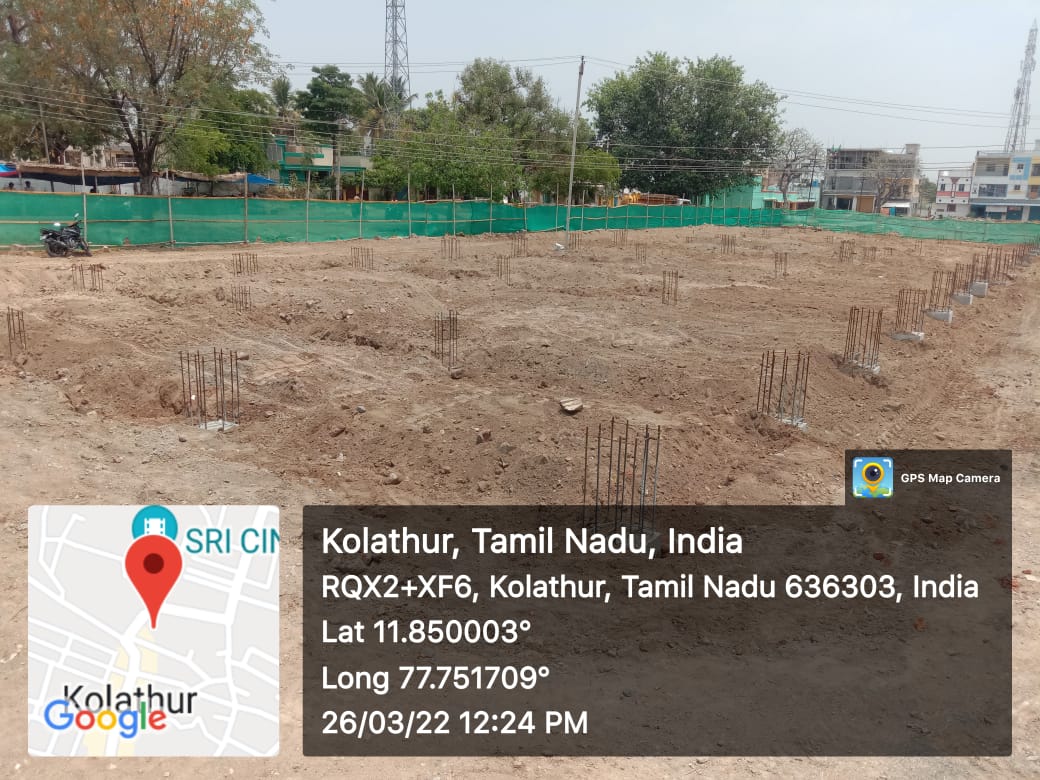 GPS Map Camera
SRI CIN
Kolathur
Google
Kolathur, Tamil Nadu, India
RQX2+XF6, Kolathur, Tamil Nadu 636303, India
Lat 11.850003°
Long 77.751709°
26/03/22 12:24 PM